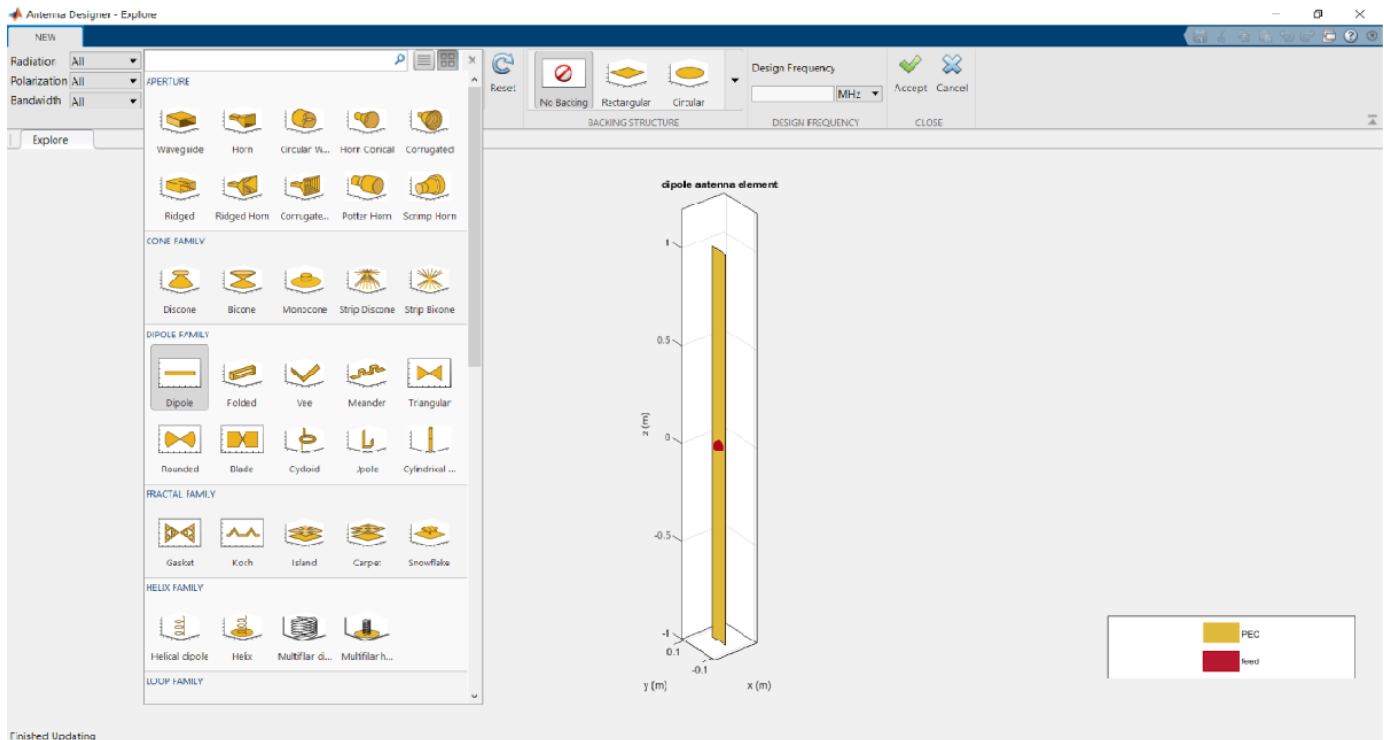 Antenna Designer - Explore
NEW
Radiation All
Polarization All
Bandwidth All
Reset
No Backing Rectangular Circular
BACKING STRUCTURE
Design Frequency
MHz
DESIGN FREQUENCY
Accept Cancel
CLOSE
Explore
APERTURE
Waveguide Horn Circular W... Horn Conical Corrugated
Ridged Ridged Horn Corrugate... Potter Horn Scrimp Horn
CONE FAMILY
Discone Bicone Monocone Strip Discone Strip Bicone
DIPOLE FAMILY
Dipole Folded Vee Meander Triangular
Rounded Blade Cycloid Jpole Cylindrical ...
FRACTAL FAMILY
Gasket Koch Island Carpet Snowflake
HELIX FAMILY
Helical dipole Helix Multifilar di... Multifilar h...
LOOP FAMILY
dipole antenna element
1
0.5
0
-0.5
-1
z (m)
0.1
-0.1
y (m) x (m)
PEC
feed
Finished Updating